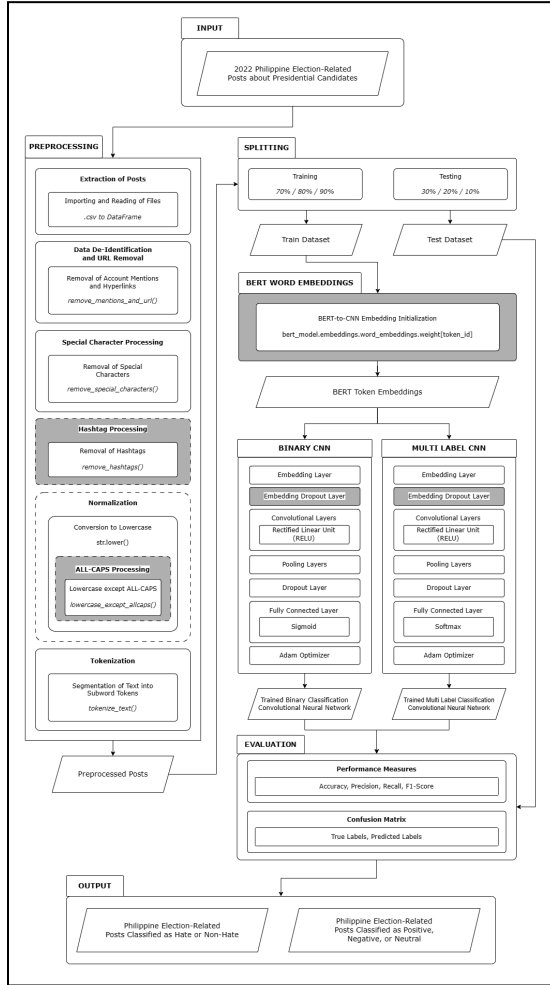 INPUT
2022 Philippine Election-Related
Posts about Presidential Candidates
PREPROCESSING
Extraction of Posts
Importing and Reading of Files
.csv to DataFrame
Data De-Identification
and URL Removal
Removal of Account Mentions
and Hyperlinks
remove_mentions_and_url()
Special Character Processing
Removal of Special
Characters
remove_special_characters()
Hashtag Processing
Removal of Hashtags
remove_hashtags()
Normalization
Conversion to Lowercase
str.lower()
ALL-CAPS Processing
Lowercase except ALL-CAPS
lowercase_except_allcaps()
Tokenization
Segmentation of Text into
Subword Tokens
tokenize_text()
Preprocessed Posts
SPLITTING
Training
70% / 80% / 90%
Testing
30% / 20% / 10%
Train Dataset
Test Dataset
BERT WORD EMBEDDINGS
BERT-to-CNN Embedding Initialization
bert_model.embeddings.word_embeddings.weight[token_id]
BERT Token Embeddings
BINARY CNN
Embedding Layer
Embedding Dropout Layer
Convolutional Layers
Rectified Linear Unit
(RELU)
Pooling Layers
Dropout Layer
Fully Connected Layer
Sigmoid
Adam Optimizer
Trained Binary Classification
Convolutional Neural Network
MULTI LABEL CNN
Embedding Layer
Embedding Dropout Layer
Convolutional Layers
Rectified Linear Unit
(RELU)
Pooling Layers
Dropout Layer
Fully Connected Layer
Softmax
Adam Optimizer
Trained Multi Label Classification
Convolutional Neural Network
EVALUATION
Performance Measures
Accuracy, Precision, Recall, F1-Score
Confusion Matrix
True Labels, Predicted Labels
OUTPUT
Philippine Election-Related
Posts Classified as Hate or Non-Hate
Philippine Election-Related
Posts Classified as Positive,
Negative, or Neutral